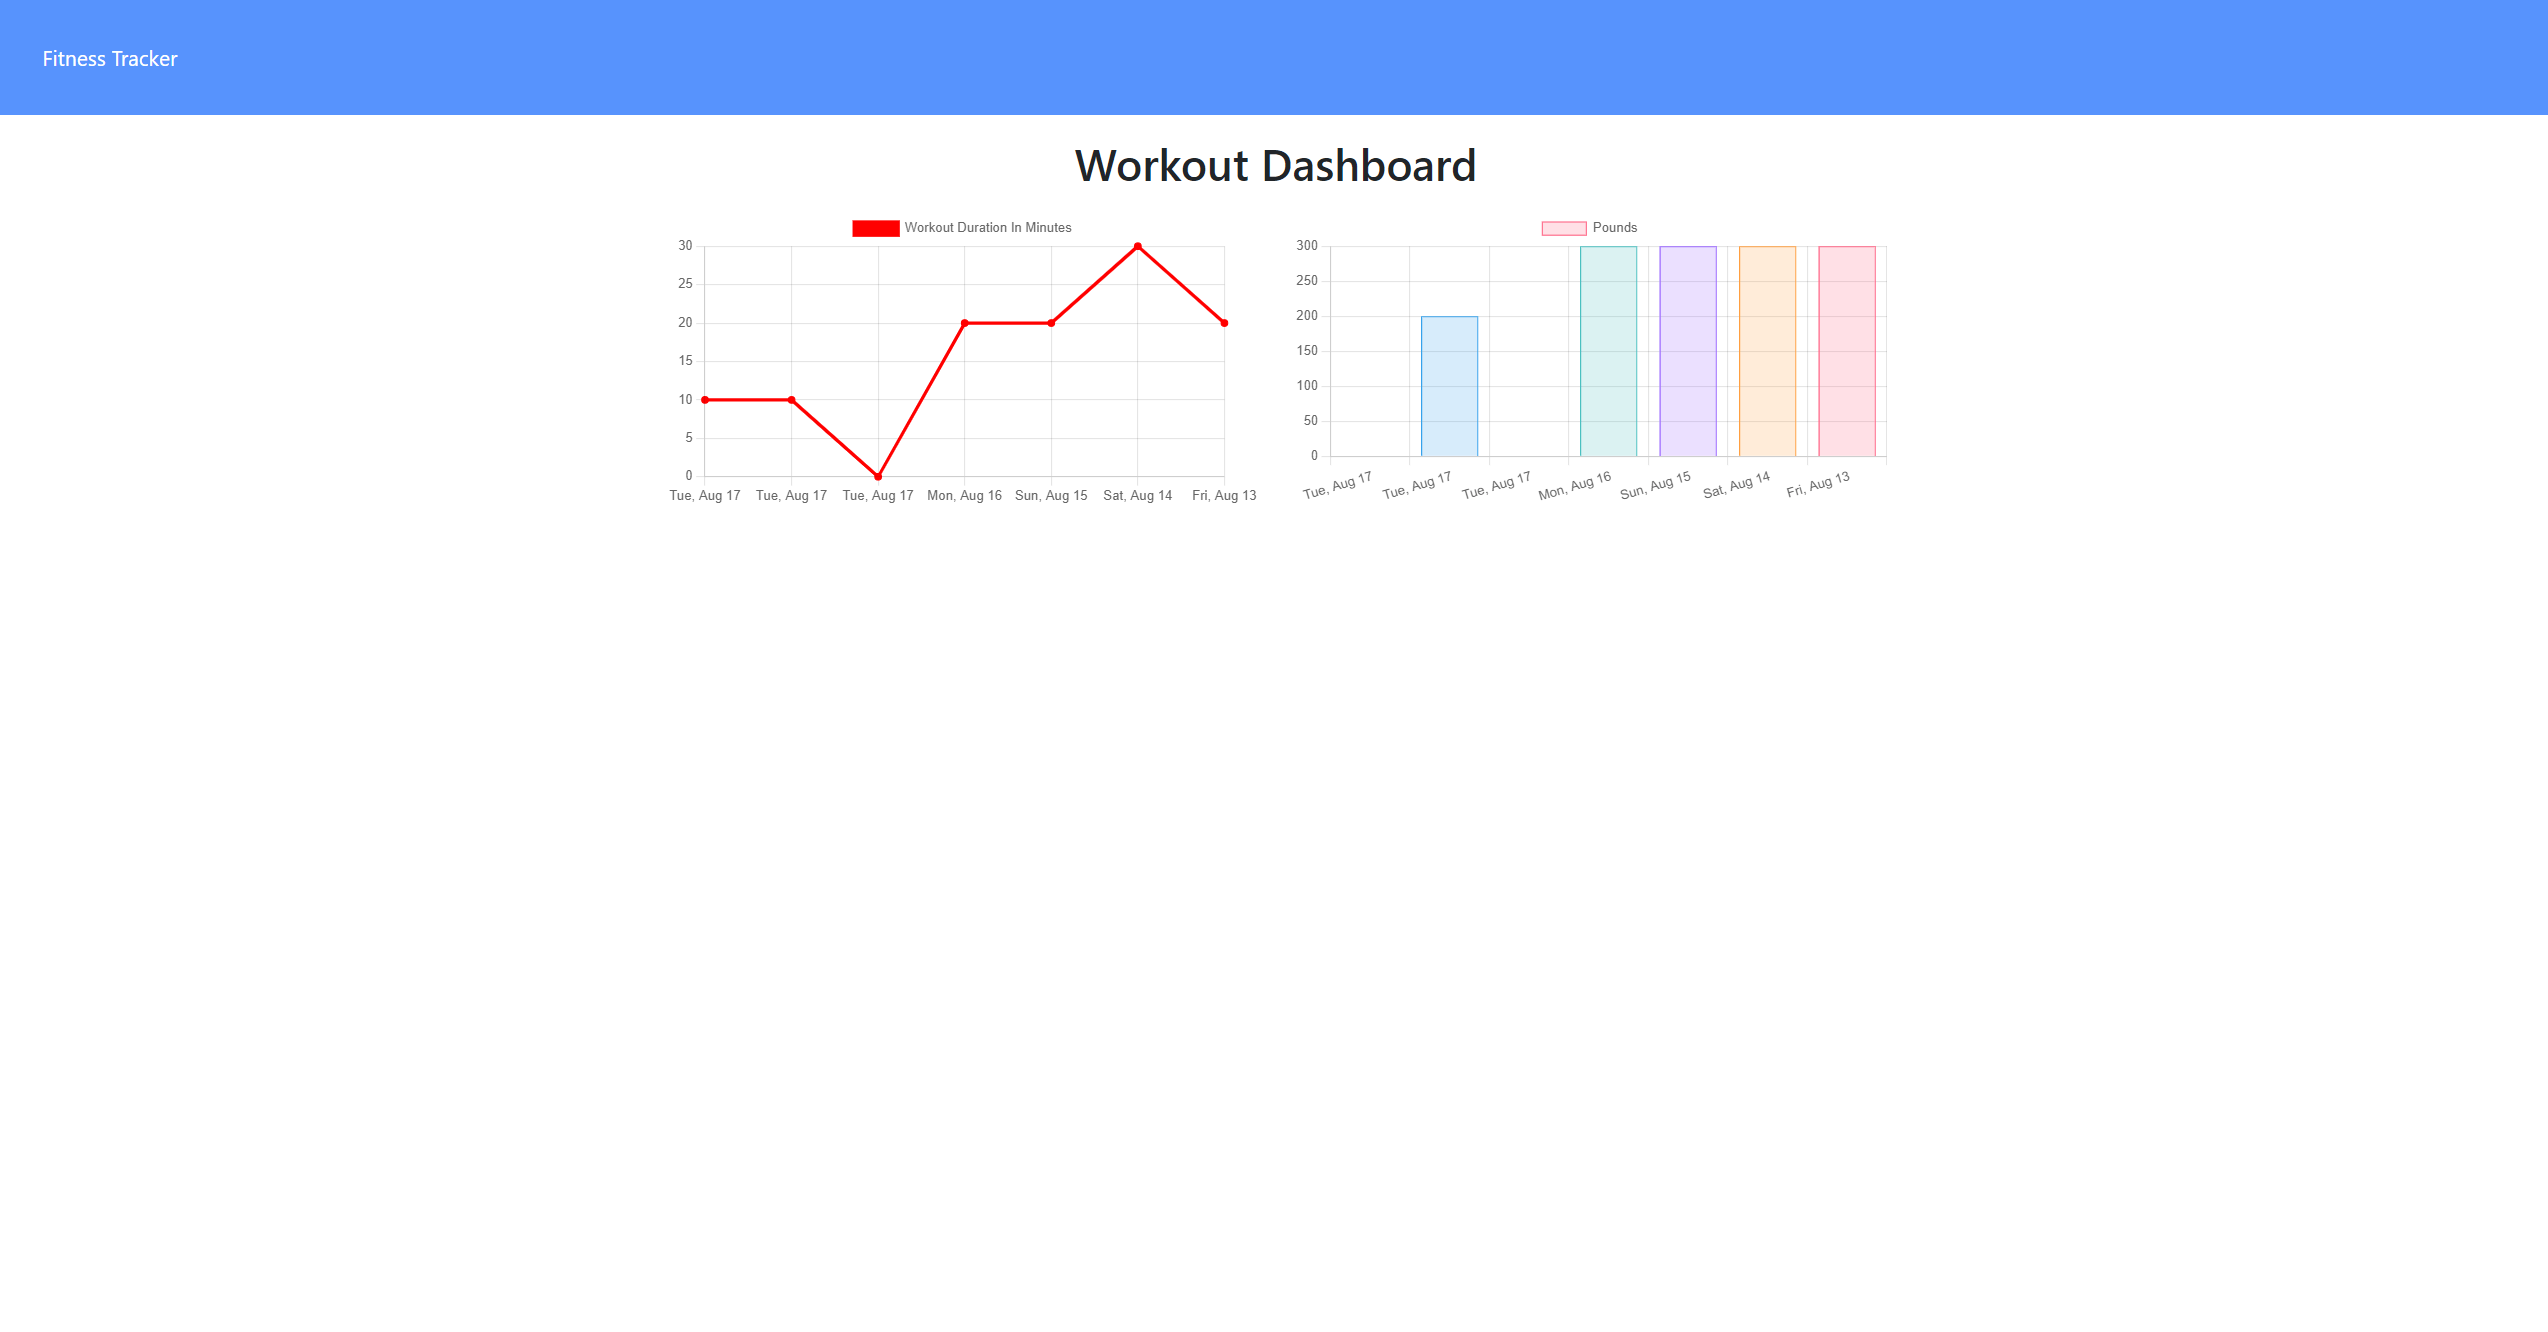 Fitness Tracker
Workout Dashboard
Workout Duration In Minutes
30
25
20
15
10
5
0
Tue, Aug 17 Tue, Aug 17 Tue, Aug 17 Mon, Aug 16 Sun, Aug 15 Sat, Aug 14 Fri, Aug 13
Pounds
300
250
200
150
100
50
0
Tue, Aug 17 Tue, Aug 17 Tue, Aug 17 Mon, Aug 16 Sun, Aug 15 Sat, Aug 14 Fri, Aug 13